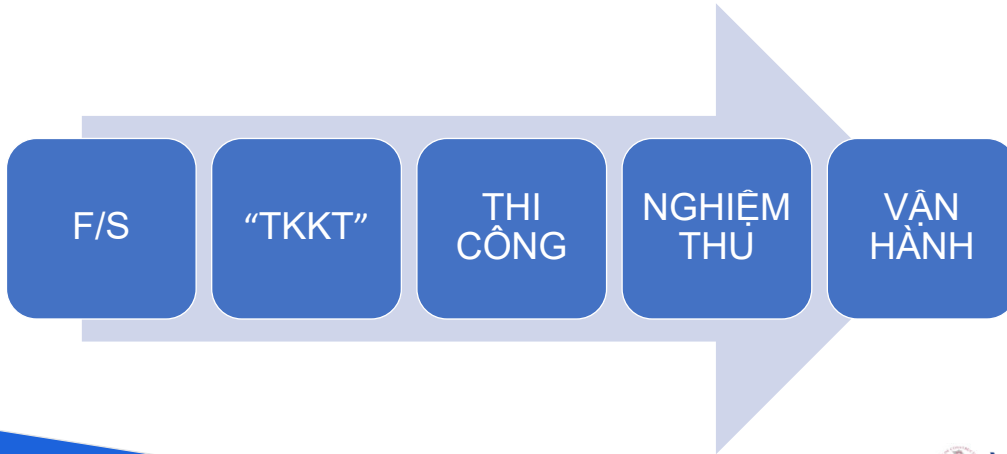 F/S
“TKKT”
THI
CÔNG
NGHIỆM
THU
VẬN
HÀNH